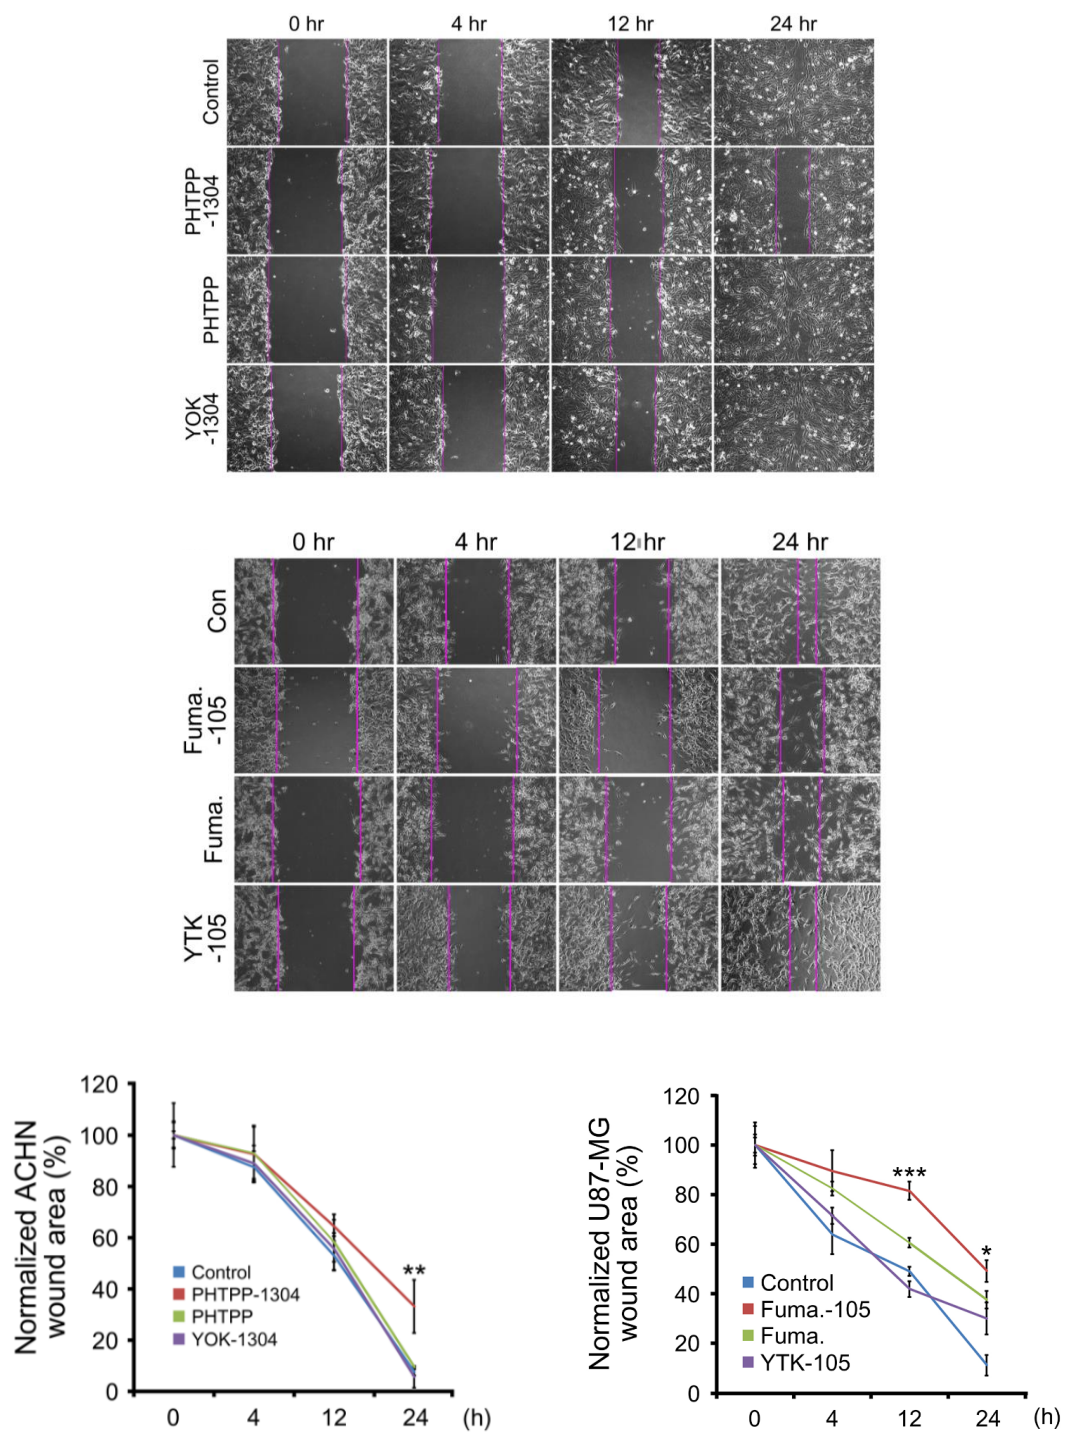 0 hr 4 hr 12 hr 24 hr
Control
PHTPP
-1304
PHTPP
YOK
-1304
0 hr 4 hr 12 hr 24 hr
Con
Fuma.
-105
Fuma.
YTK
-105
Normalized ACHN
wound area (%)
120
100
80
60
40
20
0
**
Control
PHTPP-1304
PHTPP
YOK-1304
0 4 12 24 (h)
Normalized U87-MG
wound area (%)
120
100
80
60
40
20
0
***
*
Control
Fuma.-105
Fuma.
YTK-105
0 4 12 24 (h)